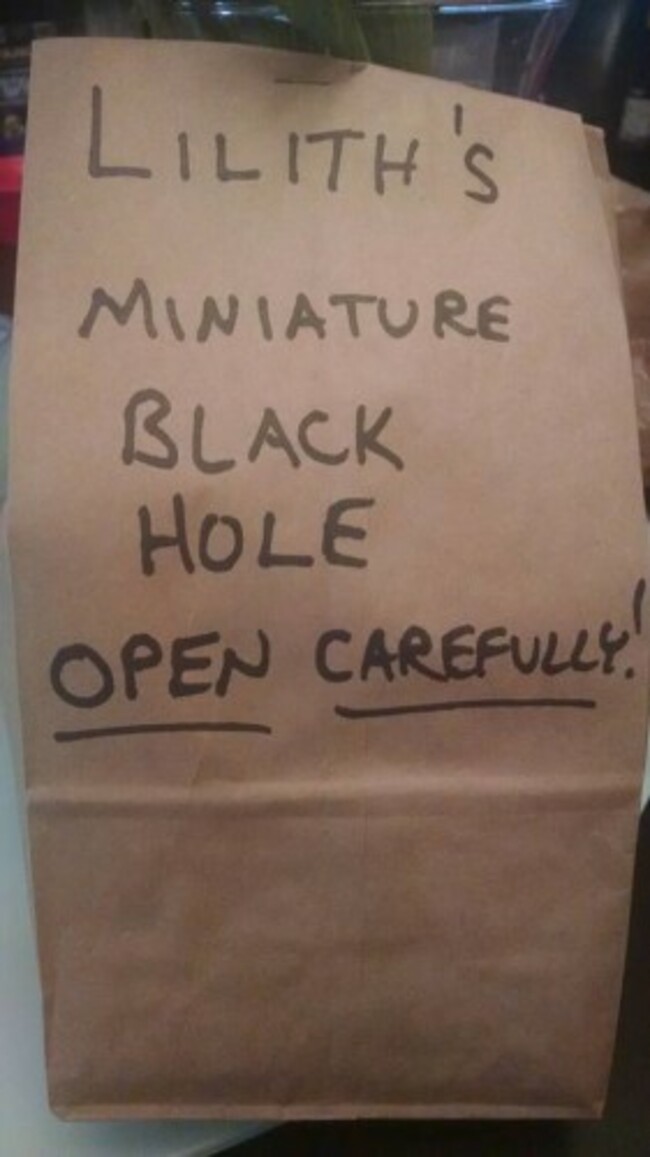 LILITH'S
MINIATURE
BLACK
HOLE
OPEN CAREFULLY!